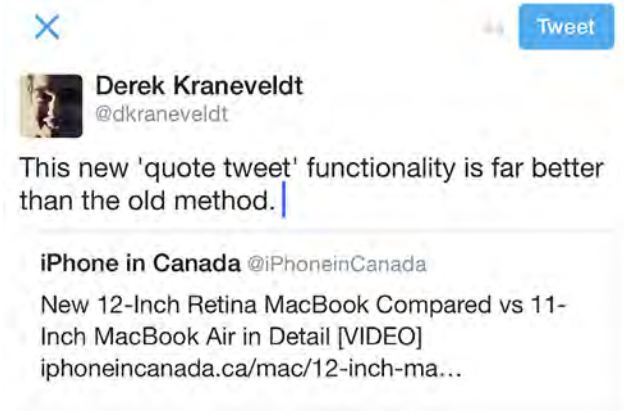 Tweet
Derek Kraneveldt
@dkraneveldt
This new 'quote tweet' functionality is far better
than the old method.
iPhone in Canada @iPhoneinCanada
New 12-Inch Retina MacBook Compared vs 11-
Inch MacBook Air in Detail [VIDEO]
iphoneincanada.ca/mac/12-inch-ma…